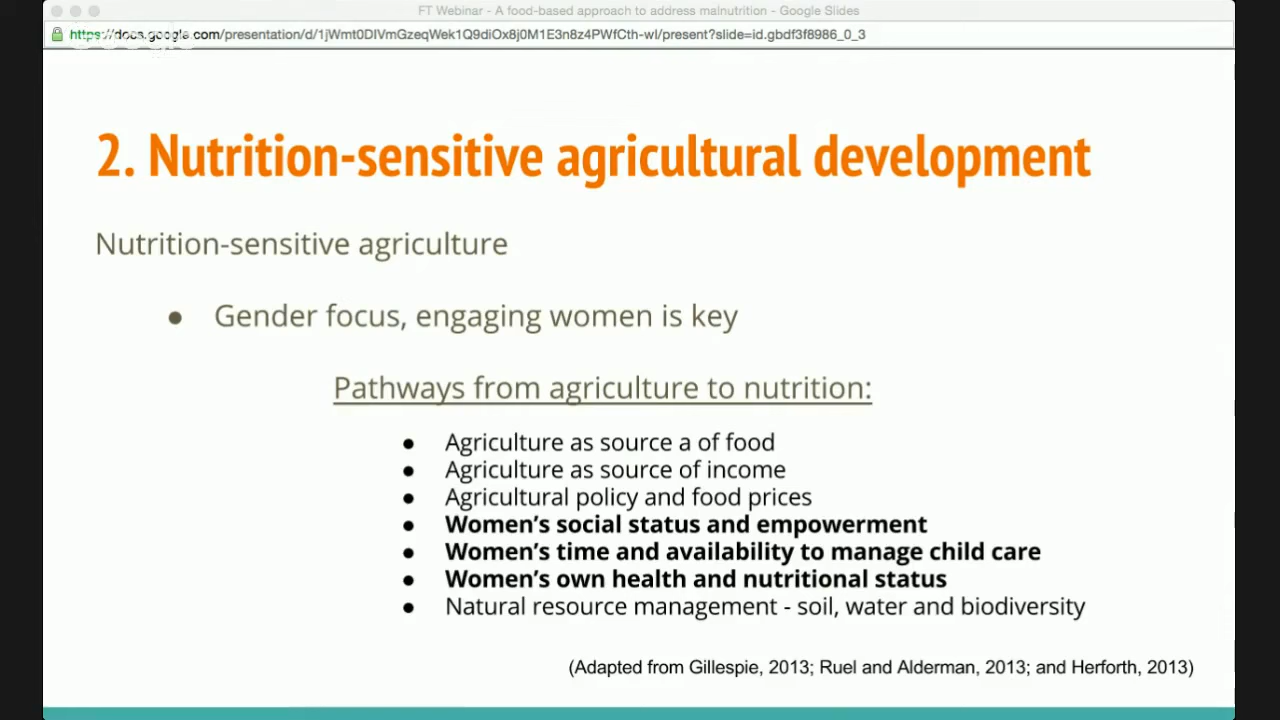 FT Webinar - A food-based approach to address malnutrition - Google Slides
https://docs.google.com/presentation/d/1jWmt0DIVmGzeqWek1Q9diOx8j0M1E3n8z4PWfCth-wI/present?slide=id.gbdf3f8986_0_3
2. Nutrition-sensitive agricultural development
Nutrition-sensitive agriculture
● Gender focus, engaging women is key
Pathways from agriculture to nutrition:
● Agriculture as source a of food
● Agriculture as source of income
● Agricultural policy and food prices
● Women’s social status and empowerment
● Women’s time and availability to manage child care
● Women’s own health and nutritional status
● Natural resource management - soil, water and biodiversity
(Adapted from Gillespie, 2013; Ruel and Alderman, 2013; and Herforth, 2013)